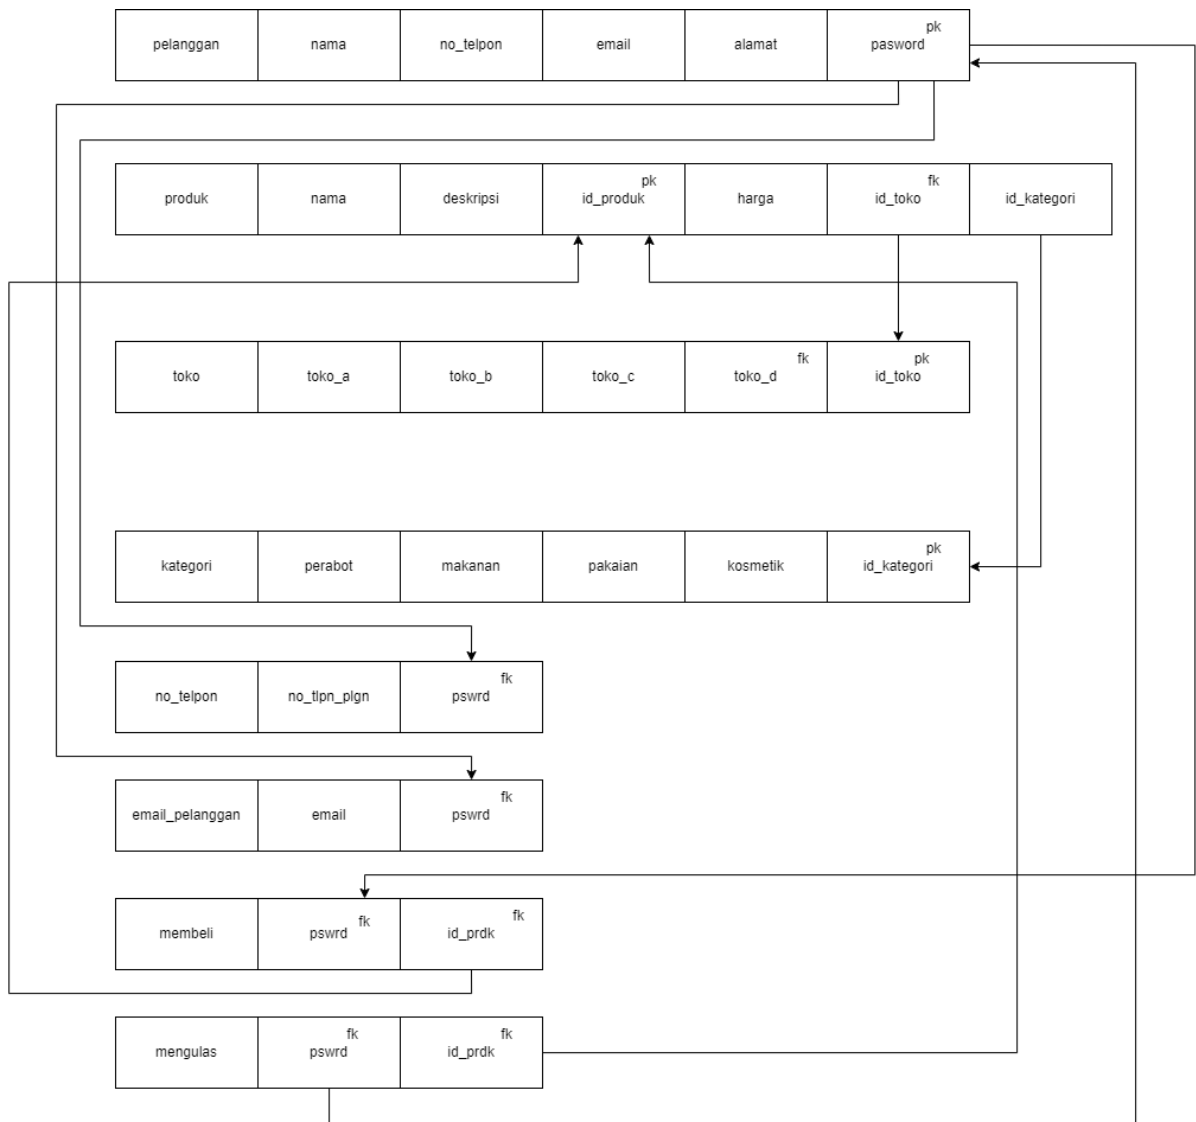 pelanggan nama no_telpon email alamat pk pasword
produk nama deskripsi pk id_produk harga fk id_toko id_kategori
toko toko_a toko_b toko_c fk toko_d pk id_toko
kategori perabot makanan pakaian kosmetik pk id_kategori
no_telpon no_tlpn_plgn fk pswrd
email_pelanggan email fk pswrd
membeli pswrd fk fk id_prdk
mengulas fk pswrd fk id_prdk